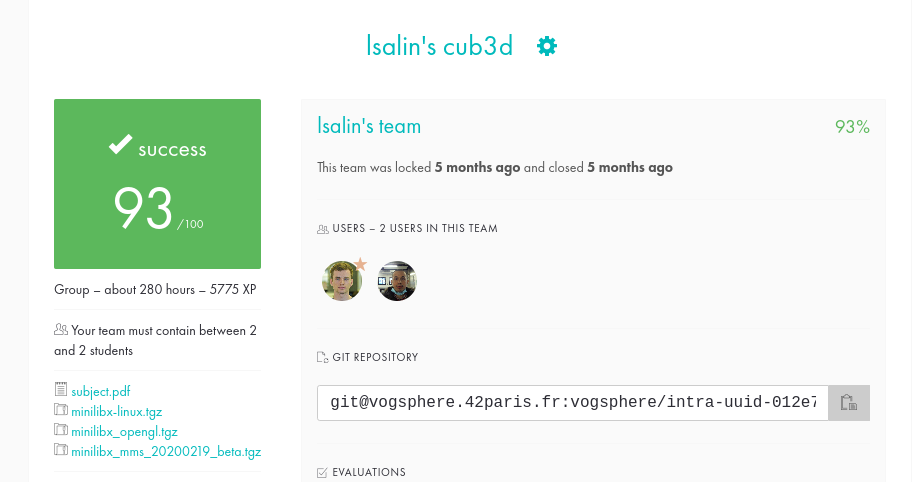 lsalin's cub3d
success
93 /100
Group – about 280 hours – 5775 XP
Your team must contain between 2
and 2 students
subject.pdf
minilibx-linux.tgz
minilibx_opengl.tgz
minilibx_mms_20200219_beta.tgz
lsalin's team 93%
This team was locked 5 months ago and closed 5 months ago
USERS – 2 USERS IN THIS TEAM
GIT REPOSITORY
git@vogsphere.42paris.fr:vogsphere/intra-uuid-012e7
EVALUATIONS